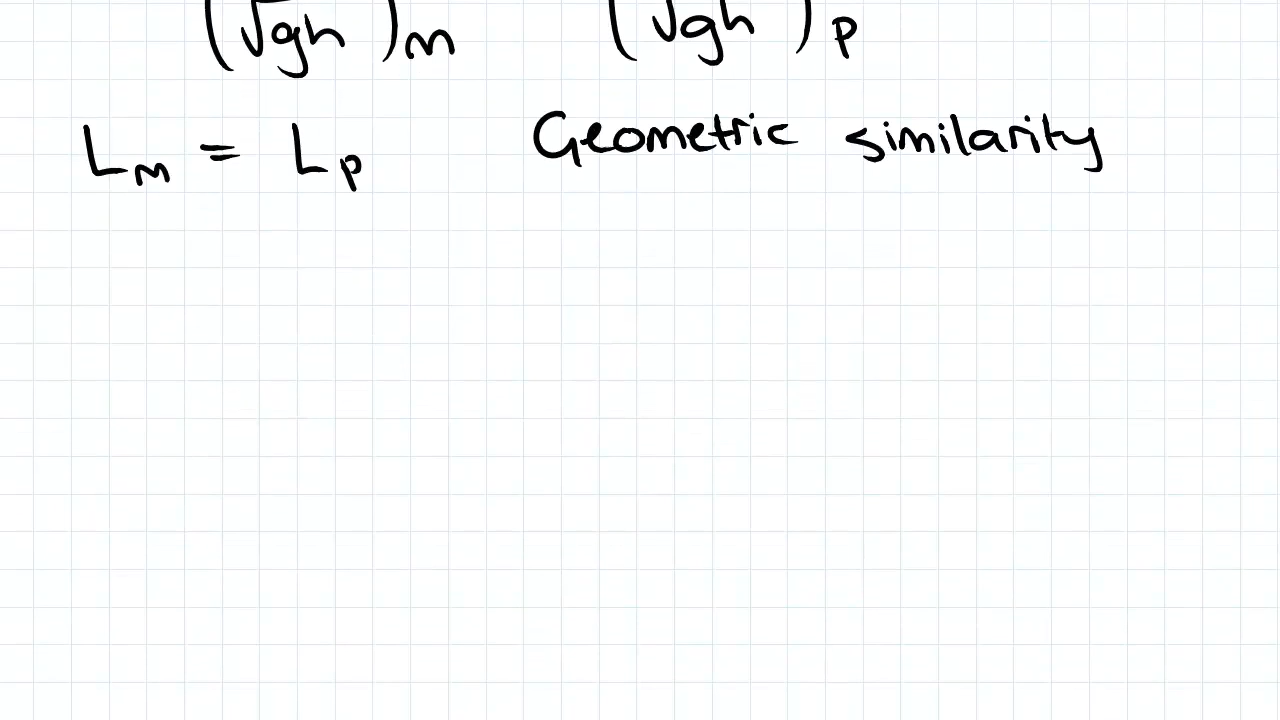 (√gh)m (√gh)p
Lm = Lp Geometric similarity